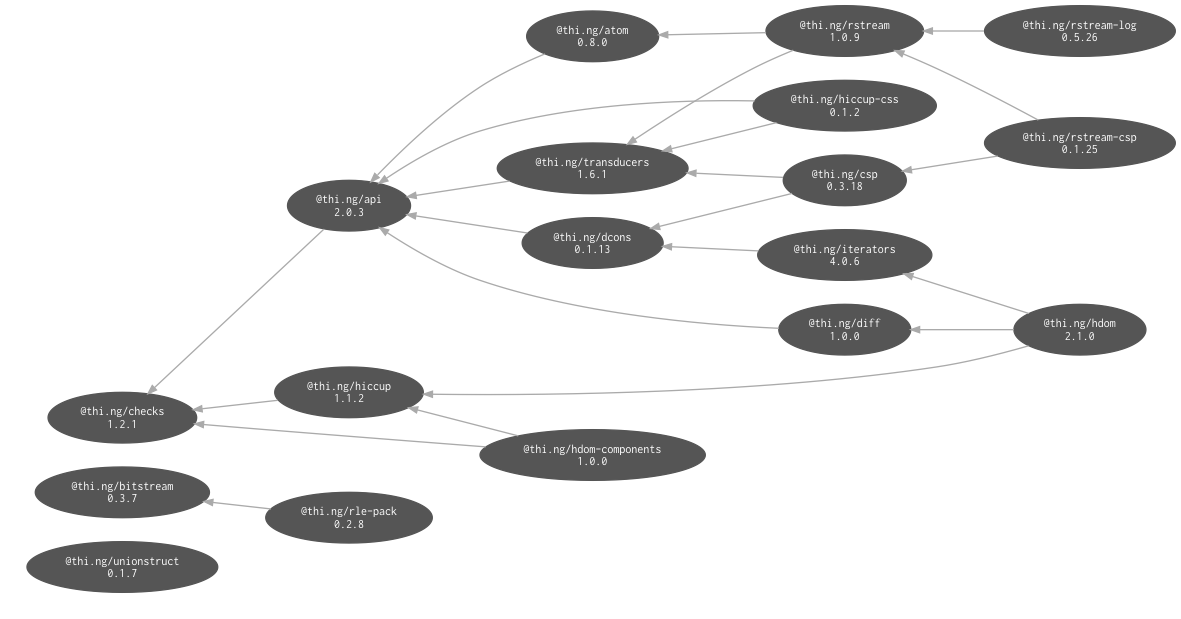 @thi.ng/atom
0.8.0
@thi.ng/rstream
1.0.9
@thi.ng/rstream-log
0.5.26
@thi.ng/hiccup-css
0.1.2
@thi.ng/rstream-csp
0.1.25
@thi.ng/transducers
1.6.1
@thi.ng/csp
0.3.18
@thi.ng/api
2.0.3
@thi.ng/dcons
0.1.13
@thi.ng/iterators
4.0.6
@thi.ng/diff
1.0.0
@thi.ng/hdom
2.1.0
@thi.ng/hiccup
1.1.2
@thi.ng/checks
1.2.1
@thi.ng/hdom-components
1.0.0
@thi.ng/bitstream
0.3.7
@thi.ng/rle-pack
0.2.8
@thi.ng/unionstruct
0.1.7